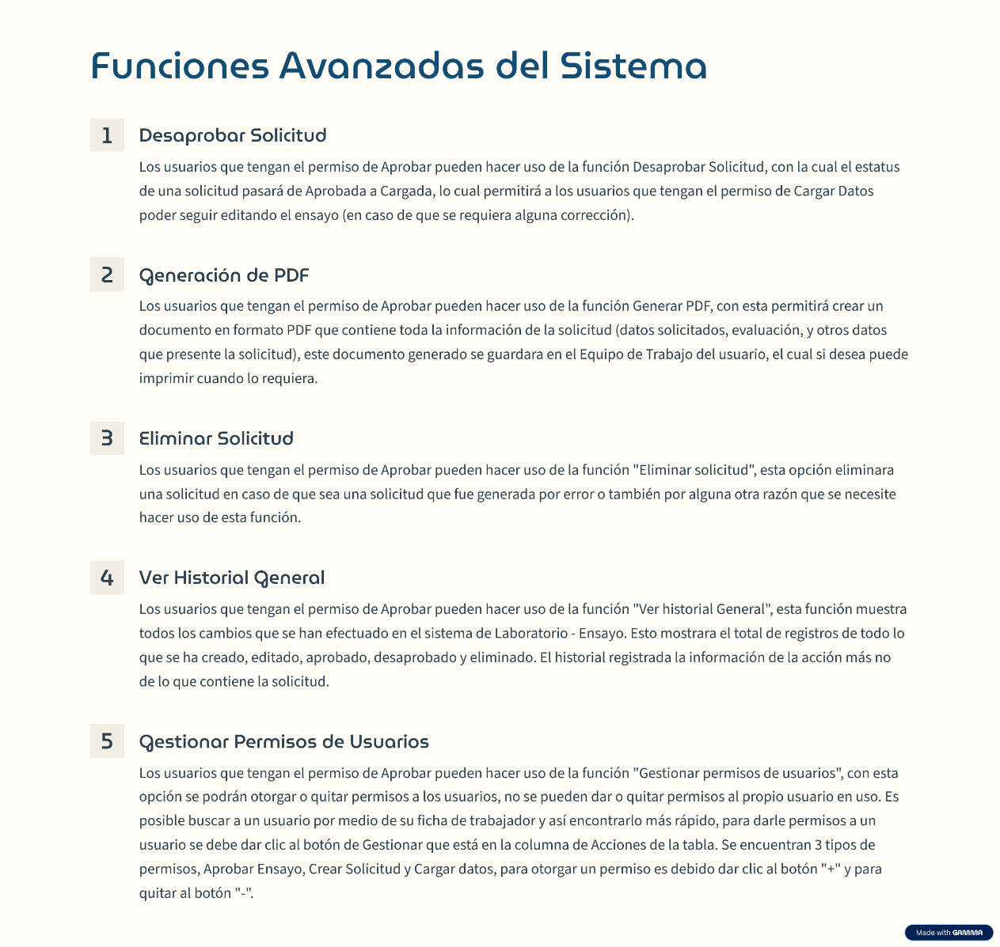 Funciones Avanzadas del Sistema
1
Desaprobar Solicitud
Los usuarios que tengan el permiso de Aprobar pueden hacer uso de la función Desaprobar Solicitud, con la cual el estatus
de una solicitud pasará de Aprobada a Cargada, lo cual permitirá a los usuarios que tengan el permiso de Cargar Datos
poder seguir editando el ensayo (en caso de que se requiera alguna corrección).
2
Generación de PDF
Los usuarios que tengan el permiso de Aprobar pueden hacer uso de la función Generar PDF, con esta permitirá crear un
documento en formato PDF que contiene toda la información de la solicitud (datos solicitados, evaluación, y otros datos
que presente la solicitud), este documento generado se guardara en el Equipo de Trabajo del usuario, el cual si desea puede
imprimir cuando lo requiera.
3
Eliminar Solicitud
Los usuarios que tengan el permiso de Aprobar pueden hacer uso de la función "Eliminar solicitud", esta opción eliminara
una solicitud en caso de que sea una solicitud que fue generada por error o también por alguna otra razón que se necesite
hacer uso de esta función.
4
Ver Historial General
Los usuarios que tengan el permiso de Aprobar pueden hacer uso de la función "Ver historial General", esta función muestra
todos los cambios que se han efectuado en el sistema de Laboratorio - Ensayo. Esto mostrara el total de registros de todo lo
que se ha creado, editado, aprobado, desaprobado y eliminado. El historial registrada la información de la acción más no
de lo que contiene la solicitud.
5
Gestionar Permisos de Usuarios
Los usuarios que tengan el permiso de Aprobar pueden hacer uso de la función "Gestionar permisos de usuarios", con esta
opción se podrán otorgar o quitar permisos a los usuarios, no se pueden dar o quitar permisos al propio usuario en uso. Es
posible buscar a un usuario por medio de su ficha de trabajador y así encontrarlo más rápido, para darle permisos a un
usuario se debe dar clic al botón de Gestionar que está en la columna de Acciones de la tabla. Se encuentran 3 tipos de
permisos, Aprobar Ensayo, Crear Solicitud y Cargar datos, para otorgar un permiso es debido dar clic al botón "+" y para
quitar al botón "-".
Made with GAMMA